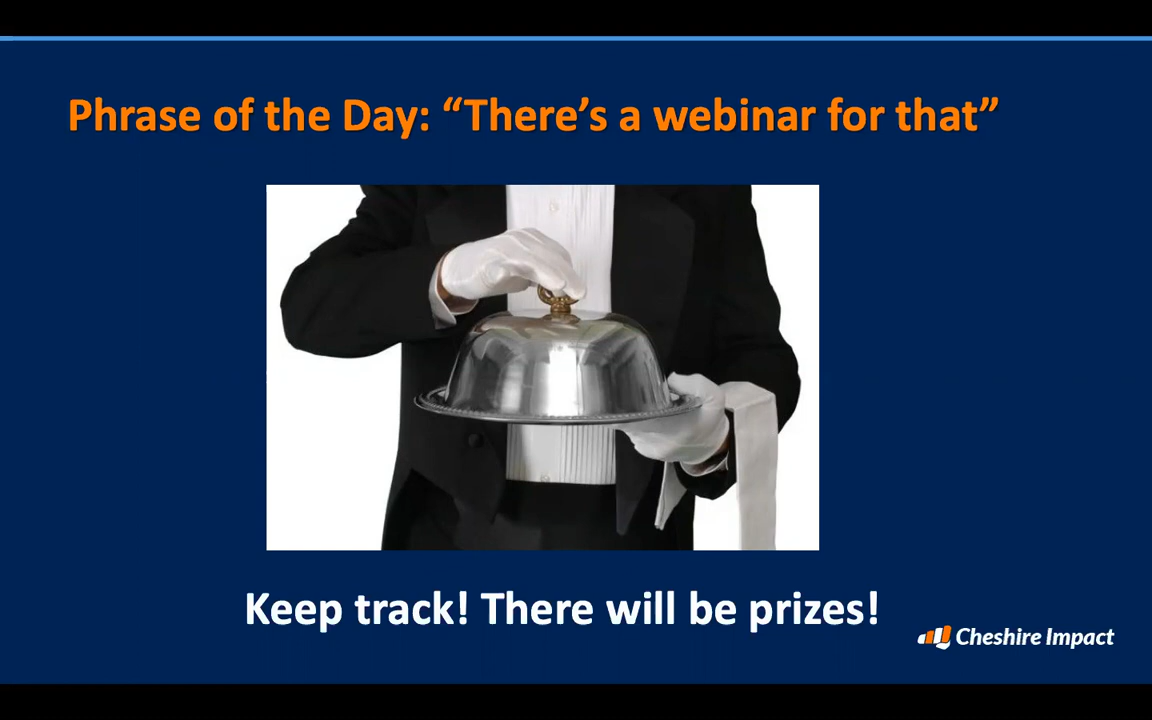 Phrase of the Day: “There’s a webinar for that”
Keep track! There will be prizes!
Cheshire Impact